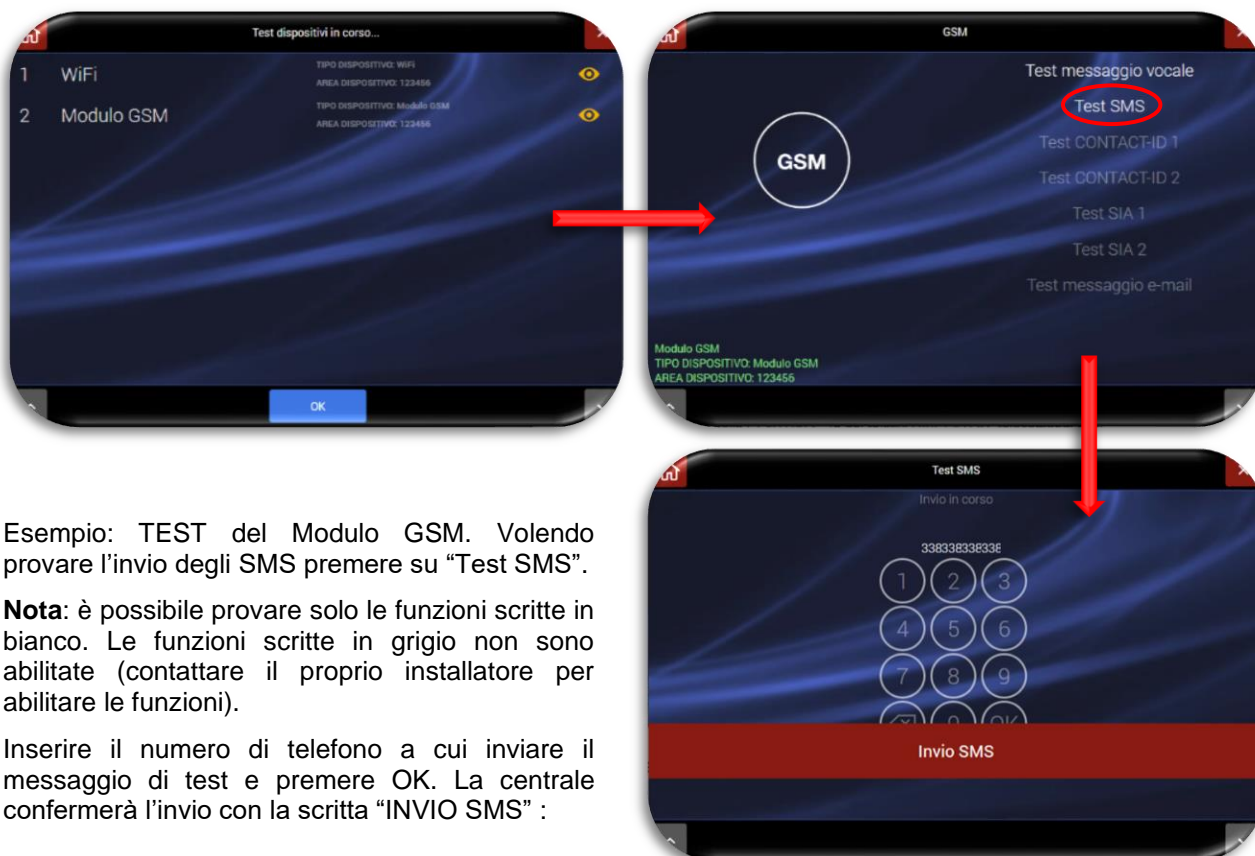 Test dispositivi in corso...
1 WiFi
TIPO DISPOSITIVO: WiFi
AREA DISPOSITIVO: 123456
2 Modulo GSM
TIPO DISPOSITIVO: Modulo GSM
AREA DISPOSITIVO: 123456
OK
GSM
Test messaggio vocale
Test SMS
Test CONTACT-ID 1
Test CONTACT-ID 2
Test SIA 1
Test SIA 2
Test messaggio e-mail
GSM
Modulo GSM
TIPO DISPOSITIVO: Modulo GSM
AREA DISPOSITIVO: 123456
Esempio: TEST del Modulo GSM. Volendo
provare l’invio degli SMS premere su “Test SMS”.
Nota: è possibile provare solo le funzioni scritte in
bianco. Le funzioni scritte in grigio non sono
abilitate (contattare il proprio installatore per
abilitare le funzioni).
Inserire il numero di telefono a cui inviare il
messaggio di test e premere OK. La centrale
confermerà l’invio con la scritta “INVIO SMS” :
Test SMS
Invio in corso
338338338338
1 2 3
4 5 6
7 8 9
0 OK
Invio SMS